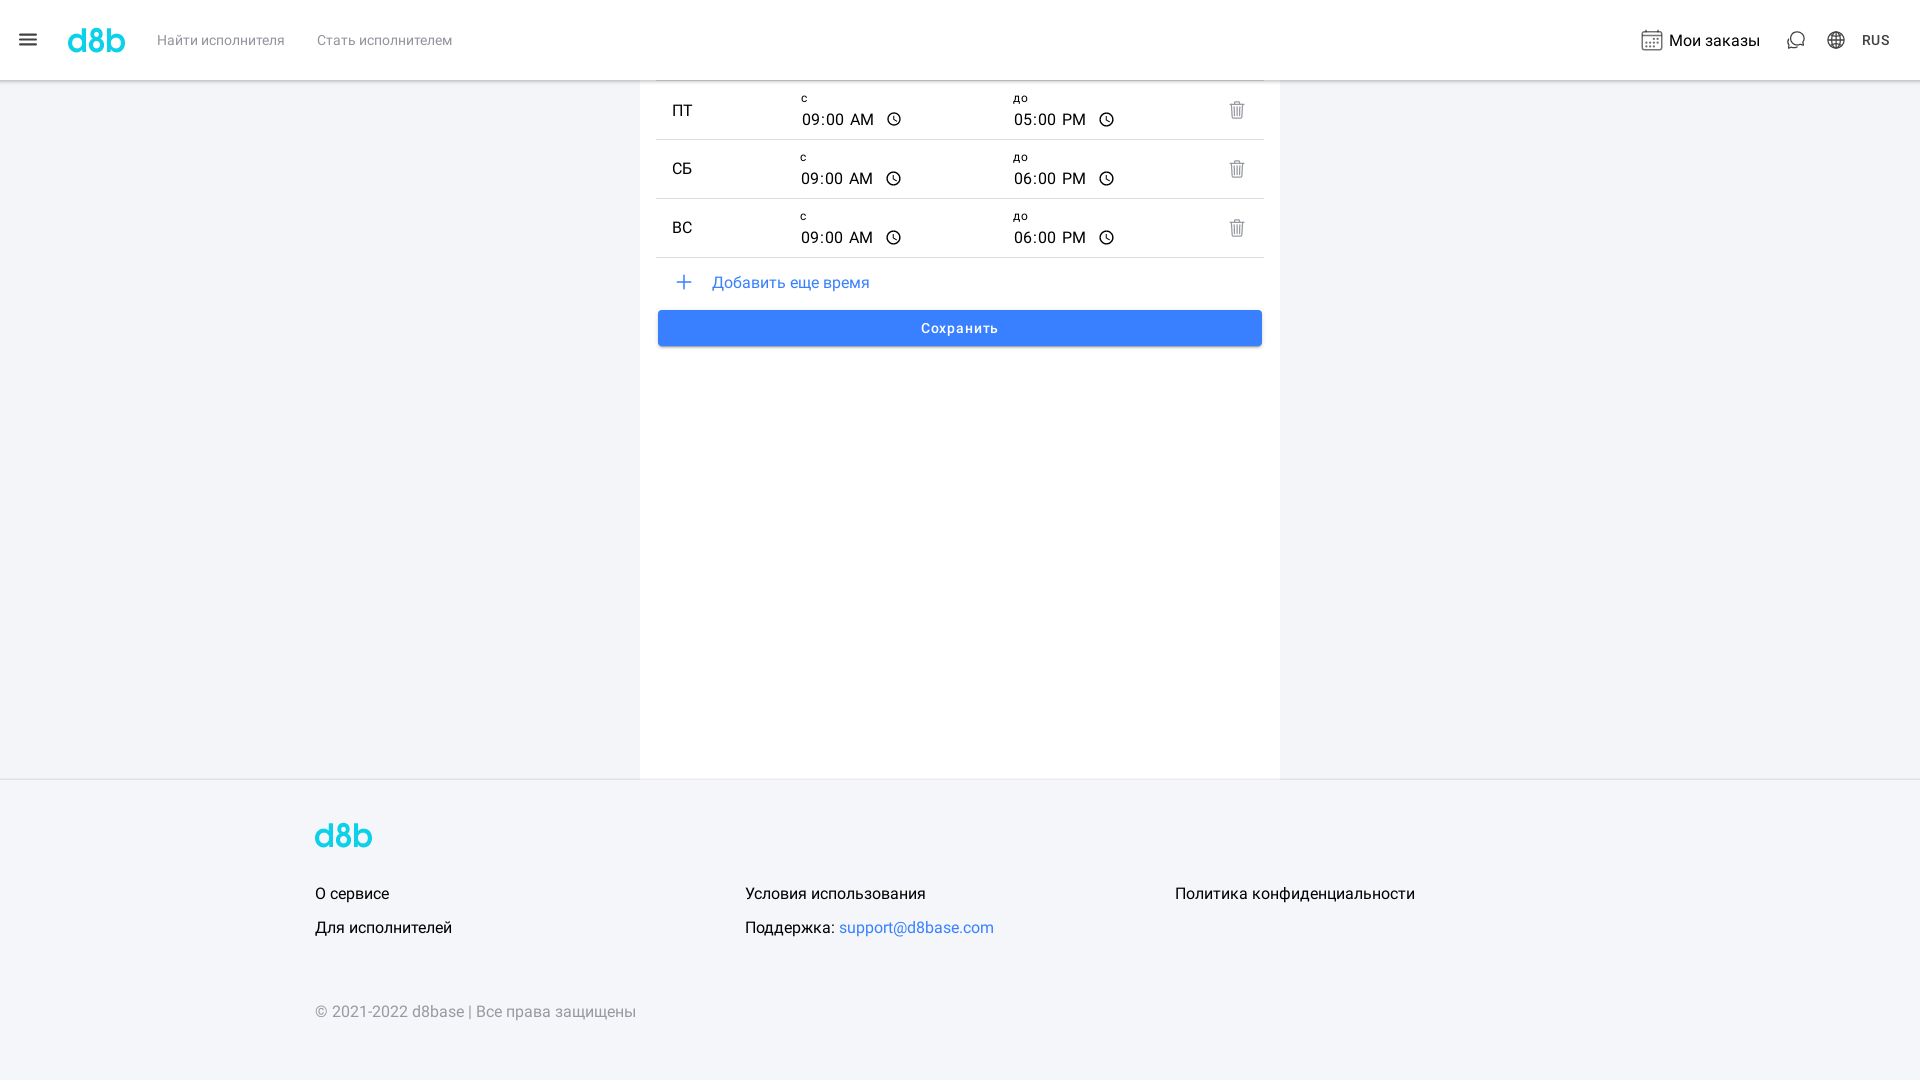 d8b Найти исполнителя Стать исполнителем Мои заказы RUS
с до
ПТ 09:00 AM 05:00 PM
с до
СБ 09:00 AM 06:00 PM
с до
ВС 09:00 AM 06:00 PM
Добавить еще время
Сохранить
d8b
О сервисе Условия использования Политика конфиденциальности
Для исполнителей Поддержка: support@d8base.com
© 2021-2022 d8base | Все права защищены